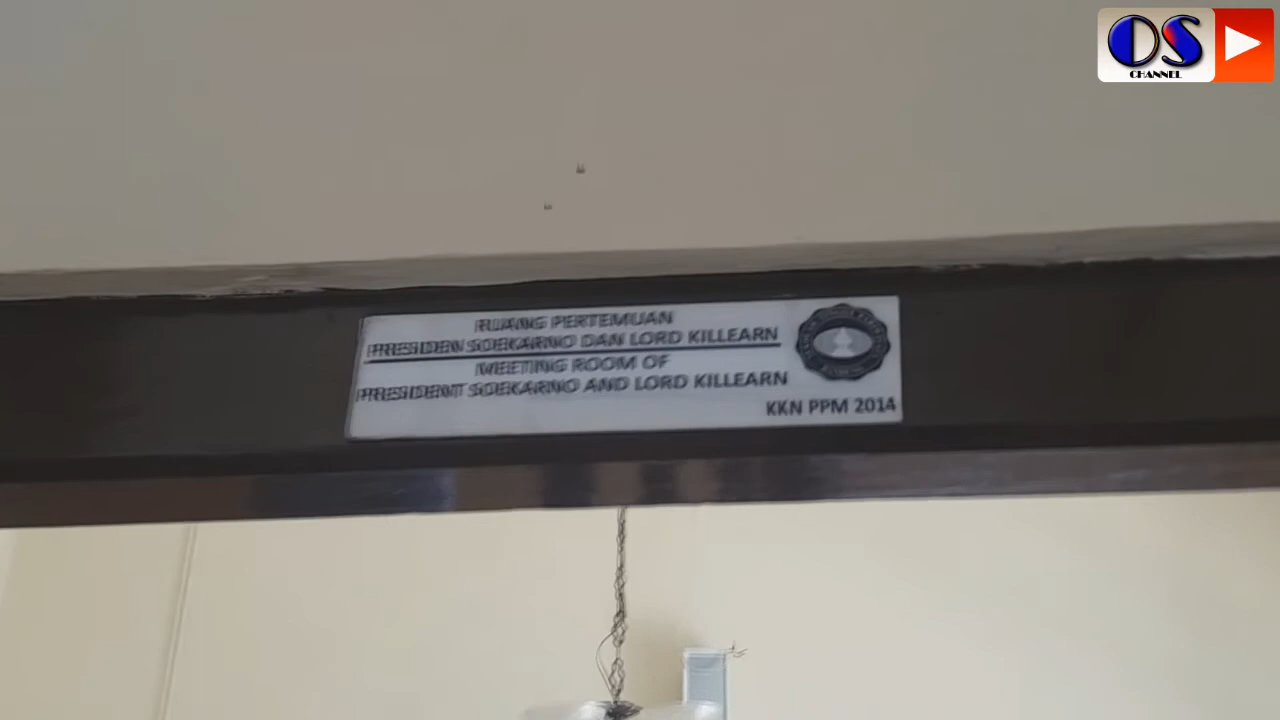 OS
CHANNEL
RUANG PERTEMUAN
PRESIDEN SOEKARNO DAN LORD KILLEARN
MEETING ROOM OF
PRESIDENT SOEKARNO AND LORD KILLEARN
KKN PPM 2014